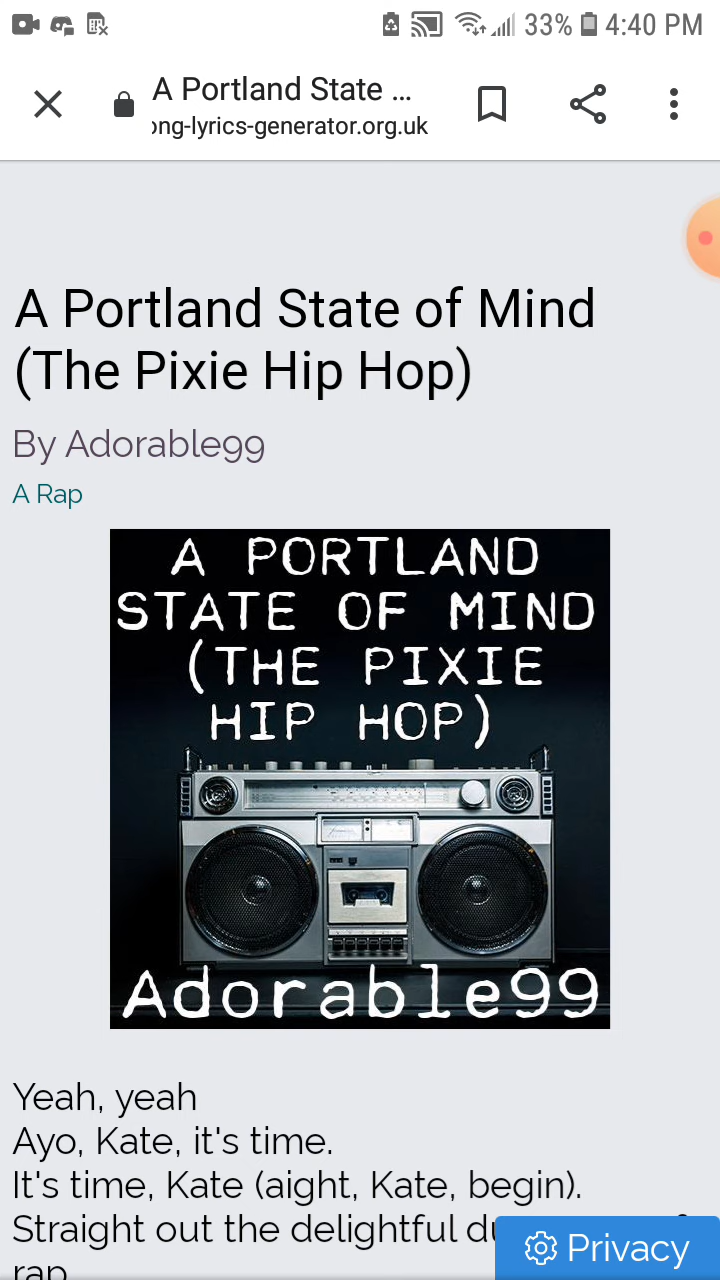 33% 4:40 PM
A Portland State ...
ong-lyrics-generator.org.uk
A Portland State of Mind
(The Pixie Hip Hop)
By Adorable99
A Rap
A PORTLAND
STATE OF MIND
(THE PIXIE
HIP HOP)
Adorable99
Yeah, yeah
Ayo, Kate, it's time.
It's time, Kate (aight, Kate, begin).
Straight out the delightful
rap
Privacy